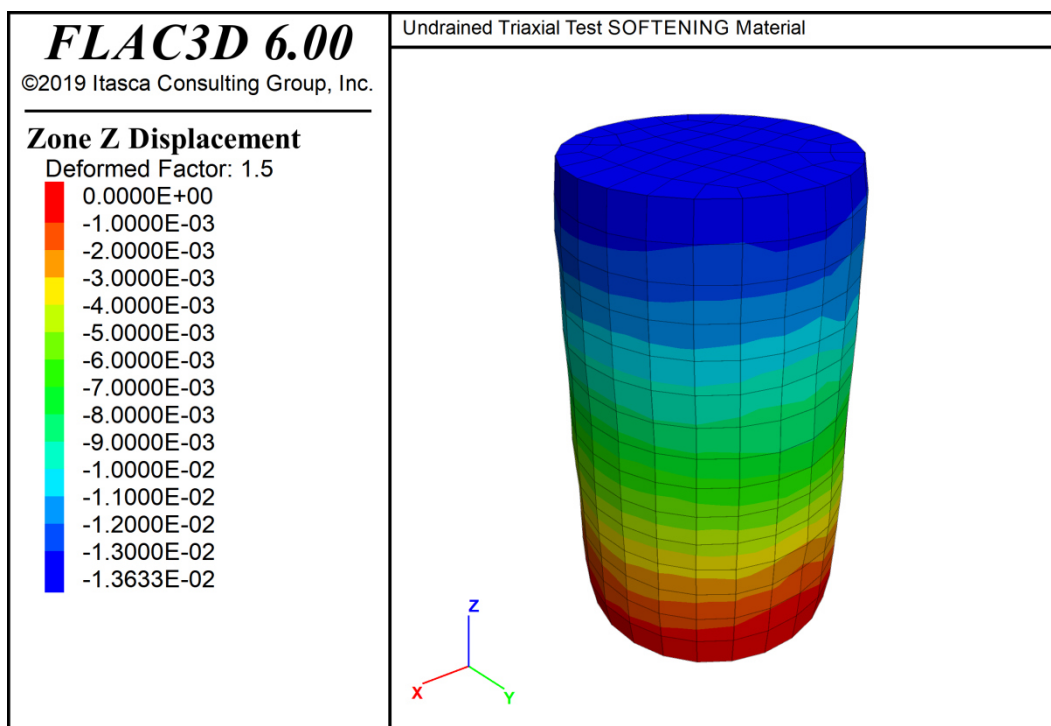 FLAC3D 6.00
©2019 Itasca Consulting Group, Inc.
Zone Z Displacement
Deformed Factor: 1.5
0.0000E+00
-1.0000E-03
-2.0000E-03
-3.0000E-03
-4.0000E-03
-5.0000E-03
-6.0000E-03
-7.0000E-03
-8.0000E-03
-9.0000E-03
-1.0000E-02
-1.1000E-02
-1.2000E-02
-1.3000E-02
-1.3633E-02
Undrained Triaxial Test SOFTENING Material
Z
X
Y